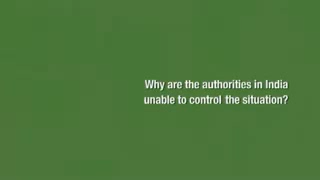 Why are the authorities in India
unable to control the situation?